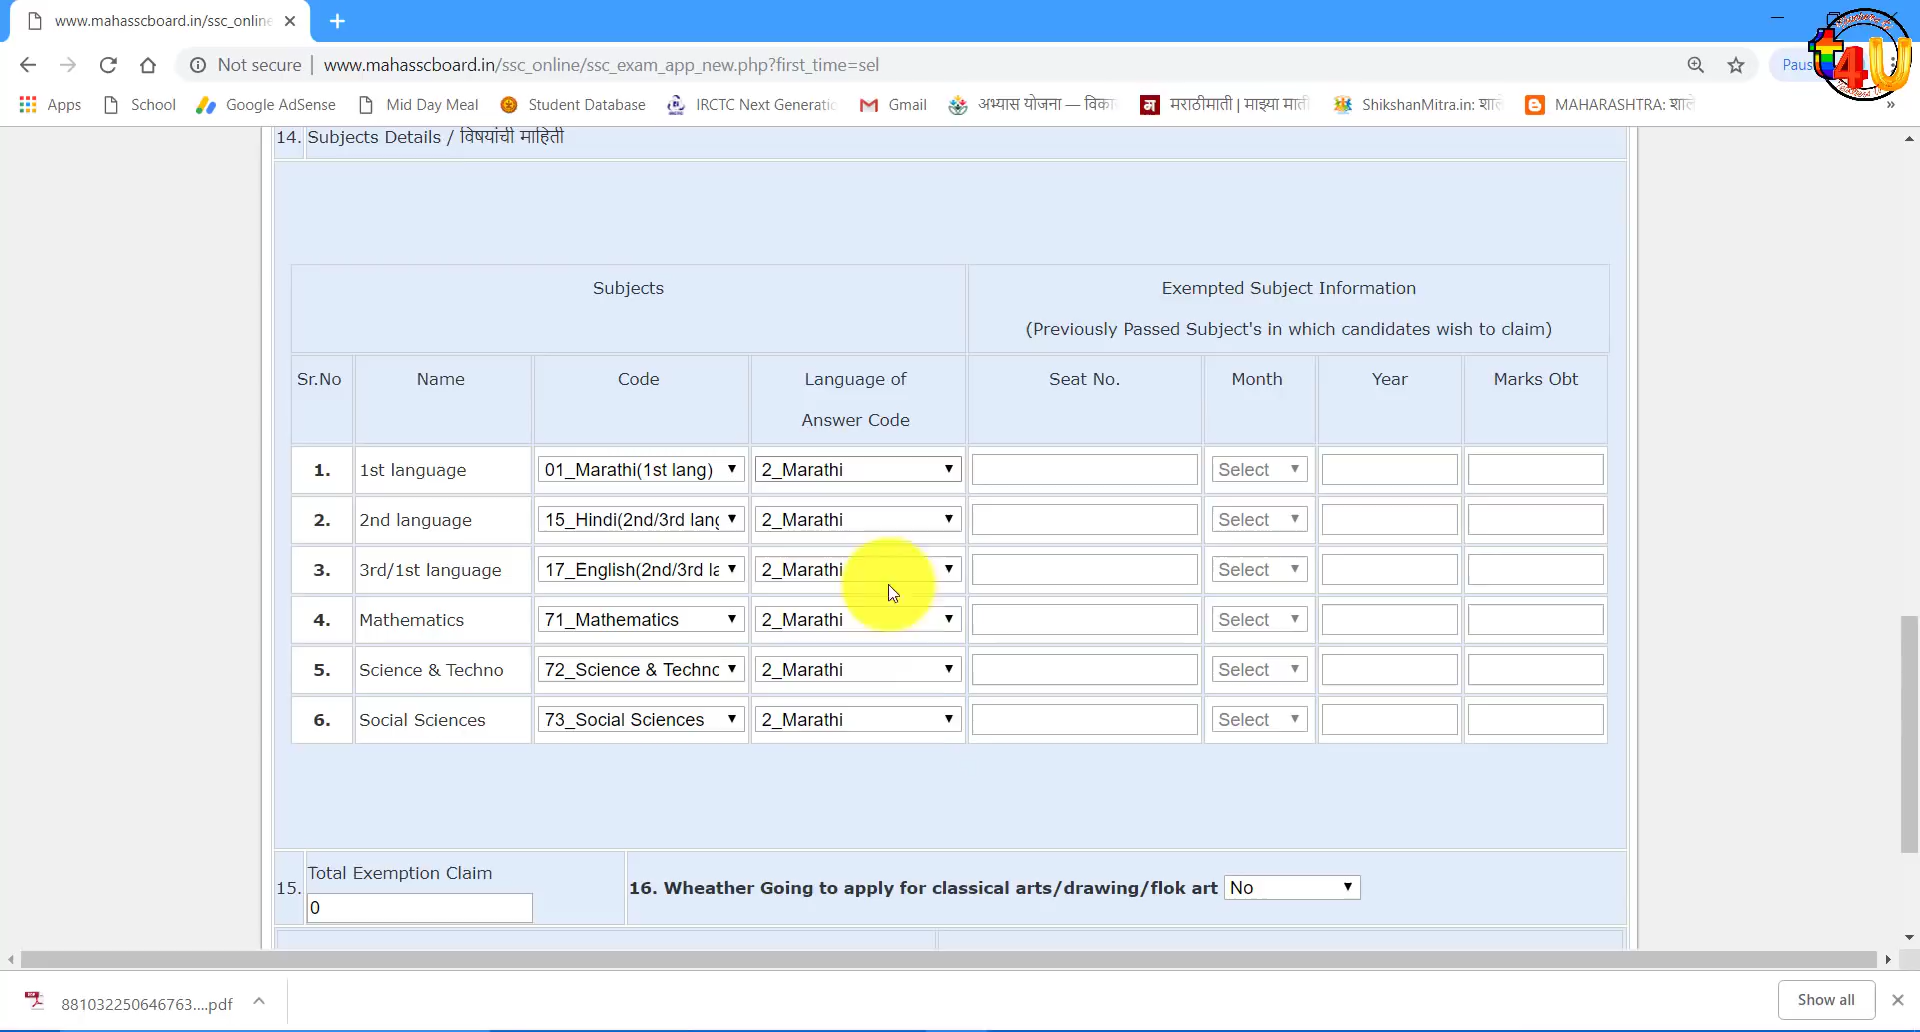 www.mahasscboard.in/ssc_online
Not secure | www.mahasscboard.in/ssc_online/ssc_exam_app_new.php?first_time=sel
Apps School Google AdSense Mid Day Meal Student Database IRCTC Next Generatio Gmail अभ्यास योजना — विका मराठीमाती | माझ्या माती ShikshanMitra.in: शाले MAHARASHTRA: शाले »
4U
14. Subjects Details / विषयांची माहिती
Subjects Exempted Subject Information
(Previously Passed Subject's in which candidates wish to claim)
Sr.No Name Code Language of Seat No. Month Year Marks Obt
Answer Code
1. 1st language 01_Marathi(1st lang) 2_Marathi Select
2. 2nd language 15_Hindi(2nd/3rd lang 2_Marathi Select
3. 3rd/1st language 17_English(2nd/3rd la 2_Marathi Select
4. Mathematics 71_Mathematics 2_Marathi Select
5. Science & Techno 72_Science & Techno 2_Marathi Select
6. Social Sciences 73_Social Sciences 2_Marathi Select
15. Total Exemption Claim
0
16. Wheather Going to apply for classical arts/drawing/flok art No
881032250646763....pdf Show all